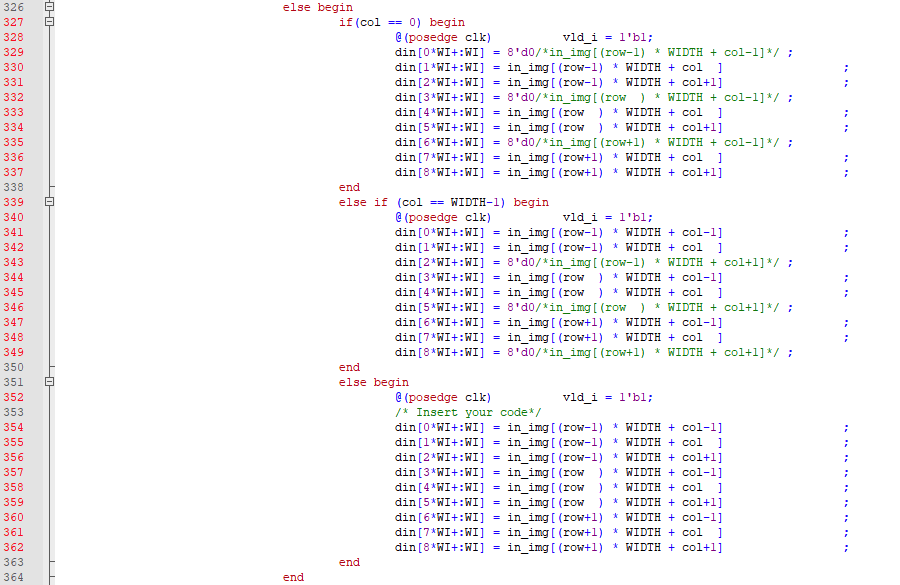 326 else begin
327 if(col == 0) begin
328 @(posedge clk) vld_i = 1'b1;
329 din[0*WI+:WI] = 8'd0/*in_img[(row-1) * WIDTH + col-1]*/ ;
330 din[1*WI+:WI] = in_img[(row-1) * WIDTH + col  ] ;
331 din[2*WI+:WI] = in_img[(row-1) * WIDTH + col+1] ;
332 din[3*WI+:WI] = 8'd0/*in_img[(row  ) * WIDTH + col-1]*/ ;
333 din[4*WI+:WI] = in_img[(row  ) * WIDTH + col  ] ;
334 din[5*WI+:WI] = in_img[(row  ) * WIDTH + col+1] ;
335 din[6*WI+:WI] = 8'd0/*in_img[(row+1) * WIDTH + col-1]*/ ;
336 din[7*WI+:WI] = in_img[(row+1) * WIDTH + col  ] ;
337 din[8*WI+:WI] = in_img[(row+1) * WIDTH + col+1] ;
338 end
339 else if (col == WIDTH-1) begin
340 @(posedge clk) vld_i = 1'b1;
341 din[0*WI+:WI] = in_img[(row-1) * WIDTH + col-1] ;
342 din[1*WI+:WI] = in_img[(row-1) * WIDTH + col  ] ;
343 din[2*WI+:WI] = 8'd0/*in_img[(row-1) * WIDTH + col+1]*/ ;
344 din[3*WI+:WI] = in_img[(row  ) * WIDTH + col-1] ;
345 din[4*WI+:WI] = in_img[(row  ) * WIDTH + col  ] ;
346 din[5*WI+:WI] = 8'd0/*in_img[(row  ) * WIDTH + col+1]*/ ;
347 din[6*WI+:WI] = in_img[(row+1) * WIDTH + col-1] ;
348 din[7*WI+:WI] = in_img[(row+1) * WIDTH + col  ] ;
349 din[8*WI+:WI] = 8'd0/*in_img[(row+1) * WIDTH + col+1]*/ ;
350 end
351 else begin
352 @(posedge clk) vld_i = 1'b1;
353 /* Insert your code*/
354 din[0*WI+:WI] = in_img[(row-1) * WIDTH + col-1] ;
355 din[1*WI+:WI] = in_img[(row-1) * WIDTH + col  ] ;
356 din[2*WI+:WI] = in_img[(row-1) * WIDTH + col+1] ;
357 din[3*WI+:WI] = in_img[(row  ) * WIDTH + col-1] ;
358 din[4*WI+:WI] = in_img[(row  ) * WIDTH + col  ] ;
359 din[5*WI+:WI] = in_img[(row  ) * WIDTH + col+1] ;
360 din[6*WI+:WI] = in_img[(row+1) * WIDTH + col-1] ;
361 din[7*WI+:WI] = in_img[(row+1) * WIDTH + col  ] ;
362 din[8*WI+:WI] = in_img[(row+1) * WIDTH + col+1] ;
363 end
364 end